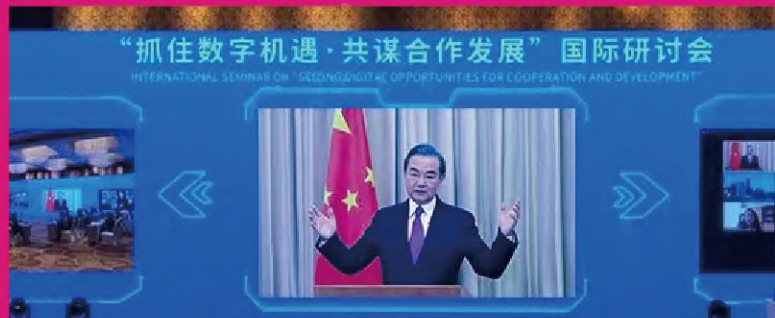 “抓住数字机遇·共谋合作发展”国际研讨会
INTERNATIONAL SEMINAR ON “SEIZING DIGITAL OPPORTUNITIES FOR COOPERATION AND DEVELOPMENT”